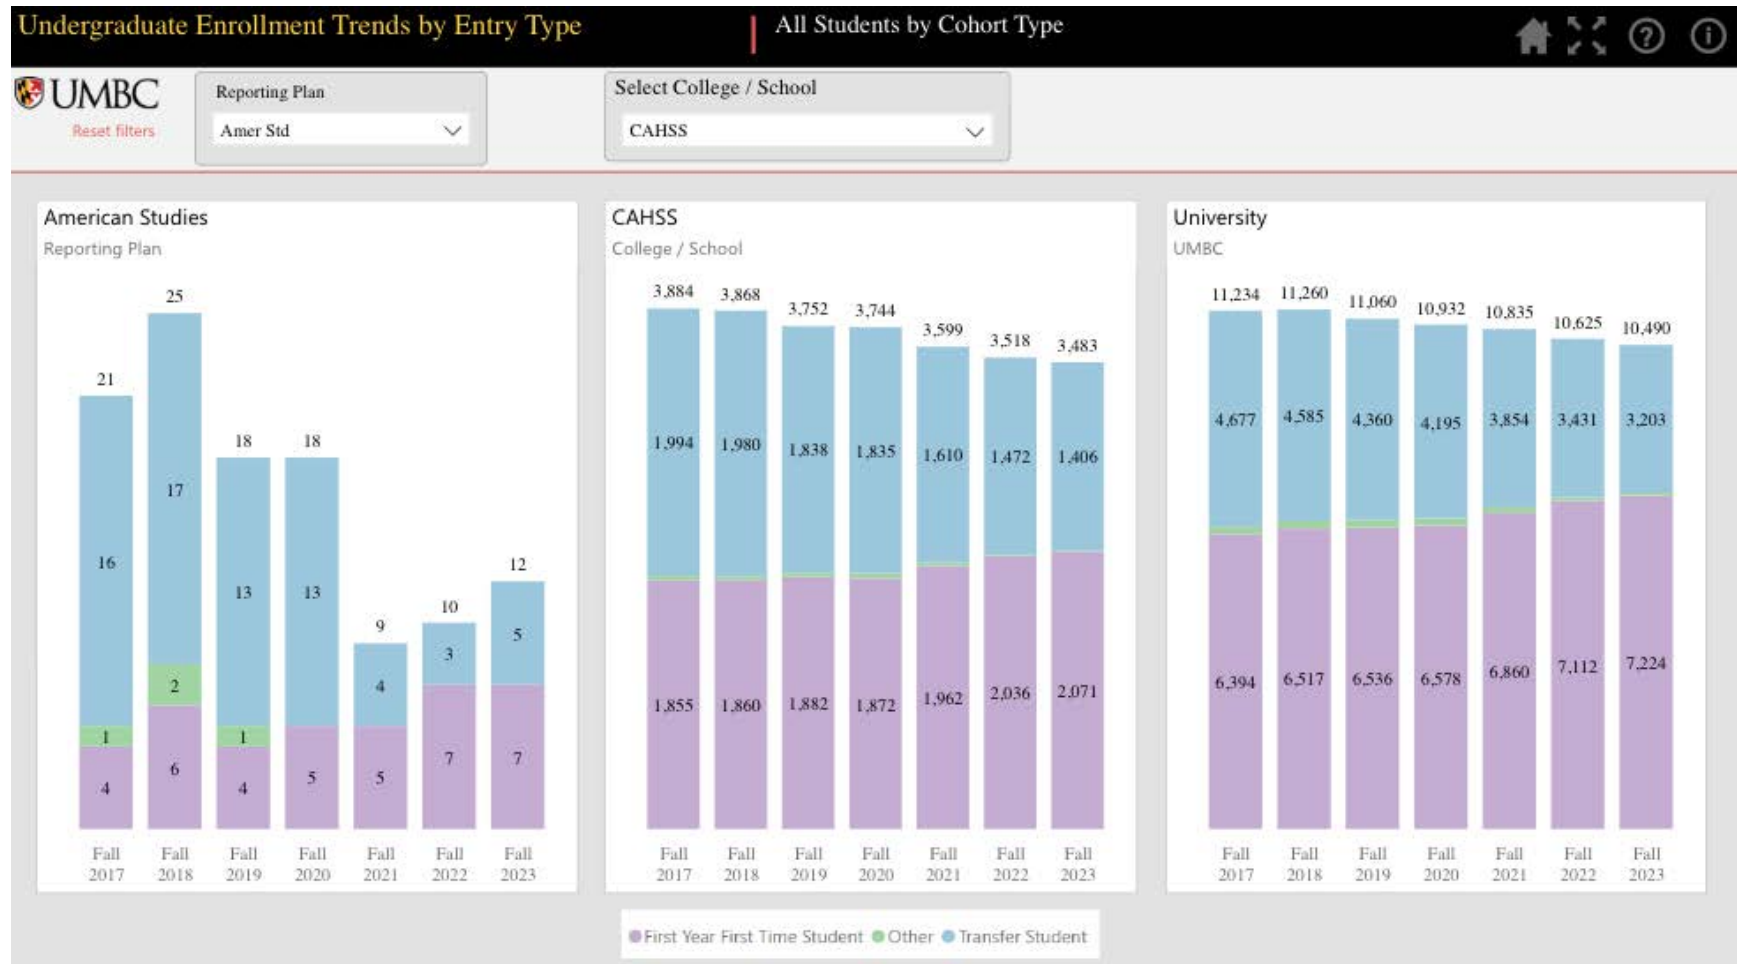 Undergraduate Enrollment Trends by Entry Type
All Students by Cohort Type
UMBC
Reset filters
Reporting Plan
Amer Std
Select College / School
CAHSS
American Studies
Reporting Plan
21
25
18
18
9
10
12
16
17
13
13
4
3
5
1
2
1
4
6
4
5
5
7
7
Fall 2017
Fall 2018
Fall 2019
Fall 2020
Fall 2021
Fall 2022
Fall 2023
CAHSS
College / School
3,884
3,868
3,752
3,744
3,599
3,518
3,483
1,994
1,980
1,838
1,835
1,610
1,472
1,406
1,855
1,860
1,882
1,872
1,962
2,036
2,071
Fall 2017
Fall 2018
Fall 2019
Fall 2020
Fall 2021
Fall 2022
Fall 2023
University
UMBC
11,234
11,260
11,060
10,932
10,835
10,625
10,490
4,677
4,585
4,360
4,195
3,854
3,431
3,203
6,394
6,517
6,536
6,578
6,860
7,112
7,224
Fall 2017
Fall 2018
Fall 2019
Fall 2020
Fall 2021
Fall 2022
Fall 2023
First Year First Time Student
Other
Transfer Student